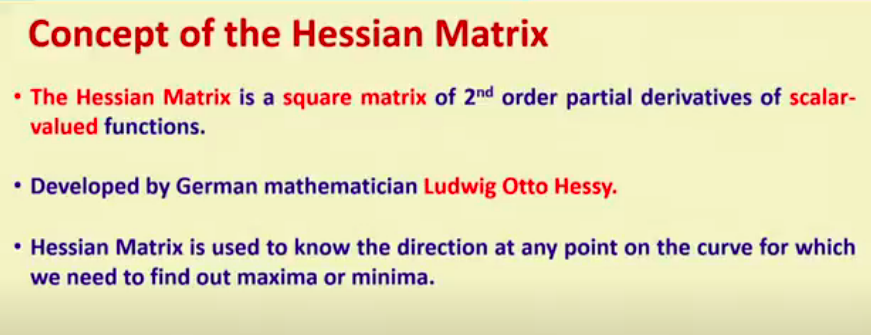 Concept of the Hessian Matrix
• The Hessian Matrix is a square matrix of 2nd order partial derivatives of scalar-
valued functions.
• Developed by German mathematician Ludwig Otto Hessy.
• Hessian Matrix is used to know the direction at any point on the curve for which
we need to find out maxima or minima.